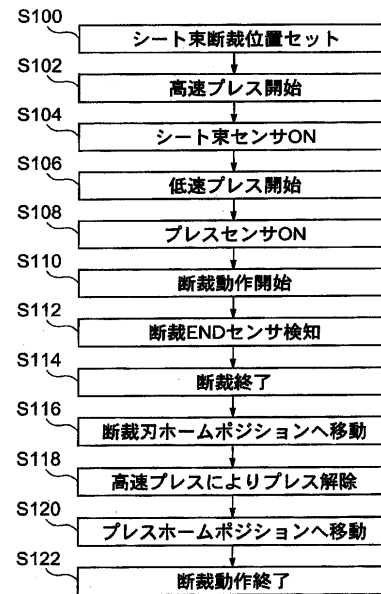 S100
シート束断裁位置セット
S102
高速プレス開始
S104
シート束センサON
S106
低速プレス開始
S108
プレスセンサON
S110
断裁動作開始
S112
断裁ENDセンサ検知
S114
断裁終了
S116
断裁刃ホームポジションへ移動
S118
高速プレスによりプレス解除
S120
プレスホームポジションへ移動
S122
断裁動作終了